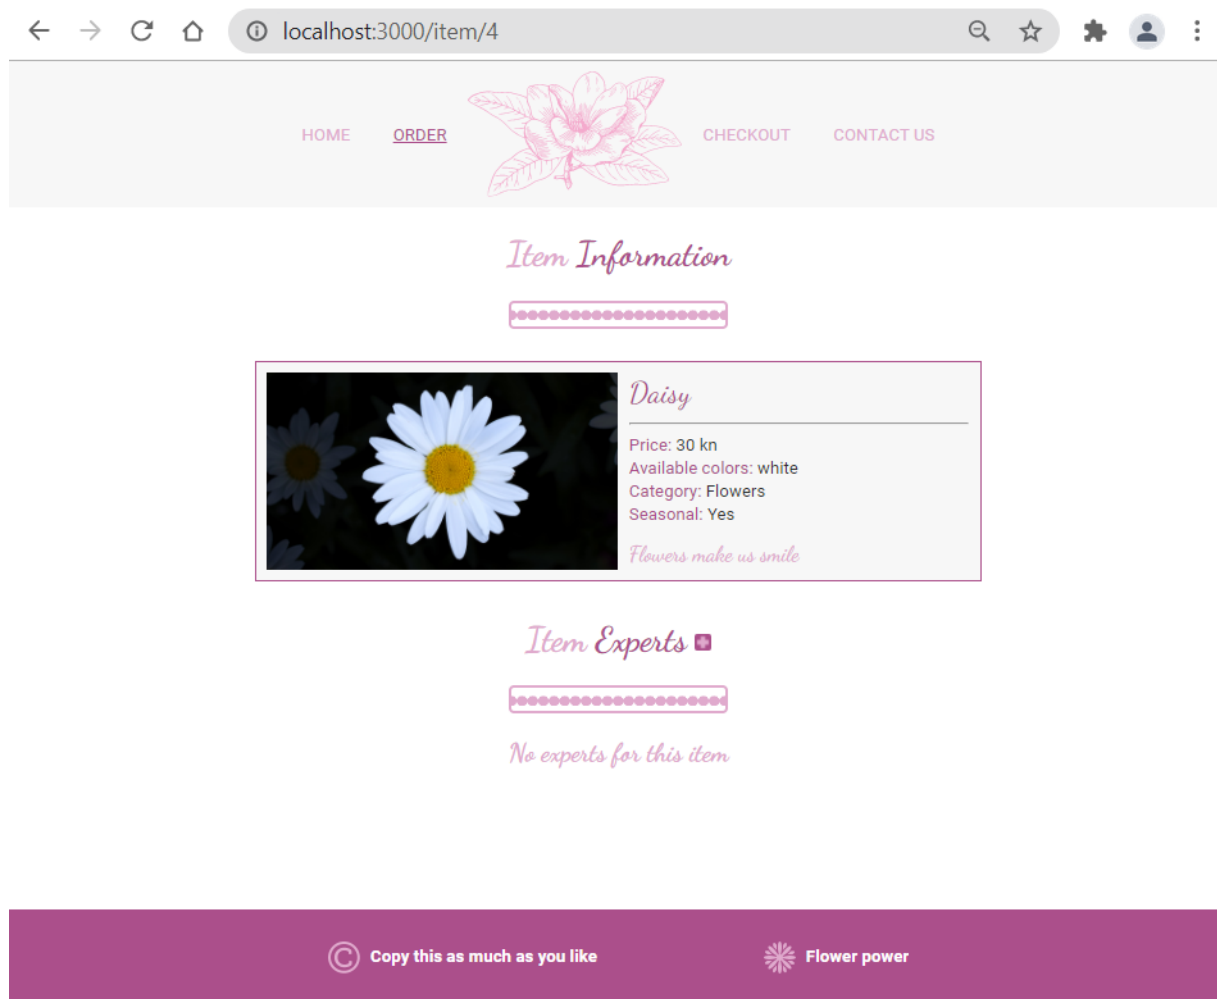 localhost:3000/item/4
HOME ORDER CHECKOUT CONTACT US
Item Information
Daisy
Price: 30 kn
Available colors: white
Category: Flowers
Seasonal: Yes
Flowers make us smile
Item Experts
No experts for this item
© Copy this as much as you like Flower power